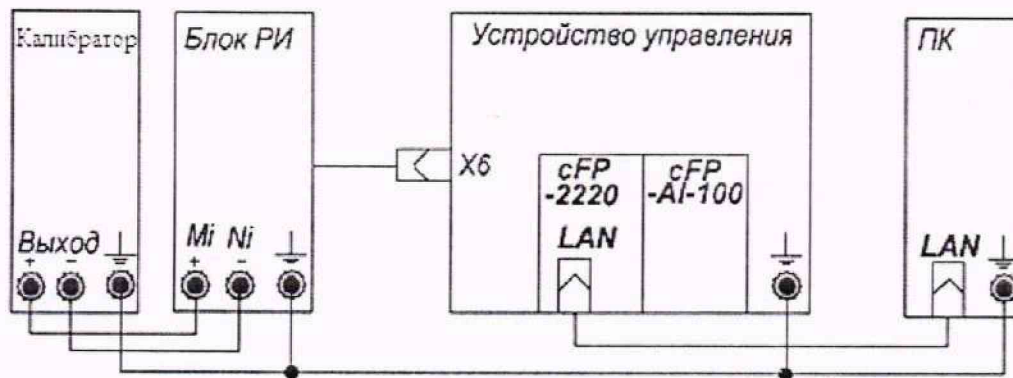 Калибратор
Выход
+ −
Блок РИ
Mi Ni
+ −
Устройство управления
X6
cFP
-2220
LAN
cFP
-AI-100
ПК
LAN